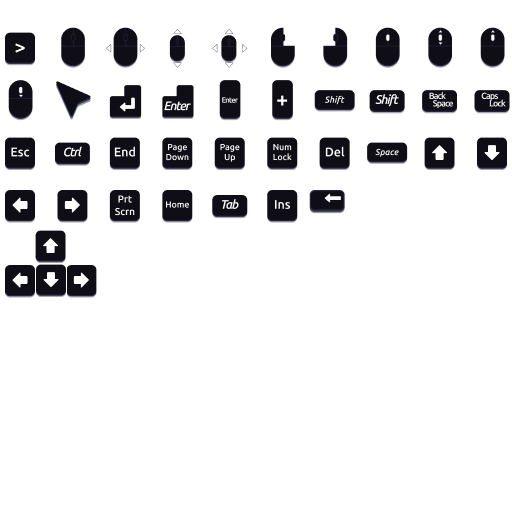 >
Enter
Enter
+
Shift
Shift
Back
Space
Caps
Lock
Esc
Ctrl
End
Page
Down
Page
Up
Num
Lock
Del
Space
Prt
Scrn
Home
Tab
Ins